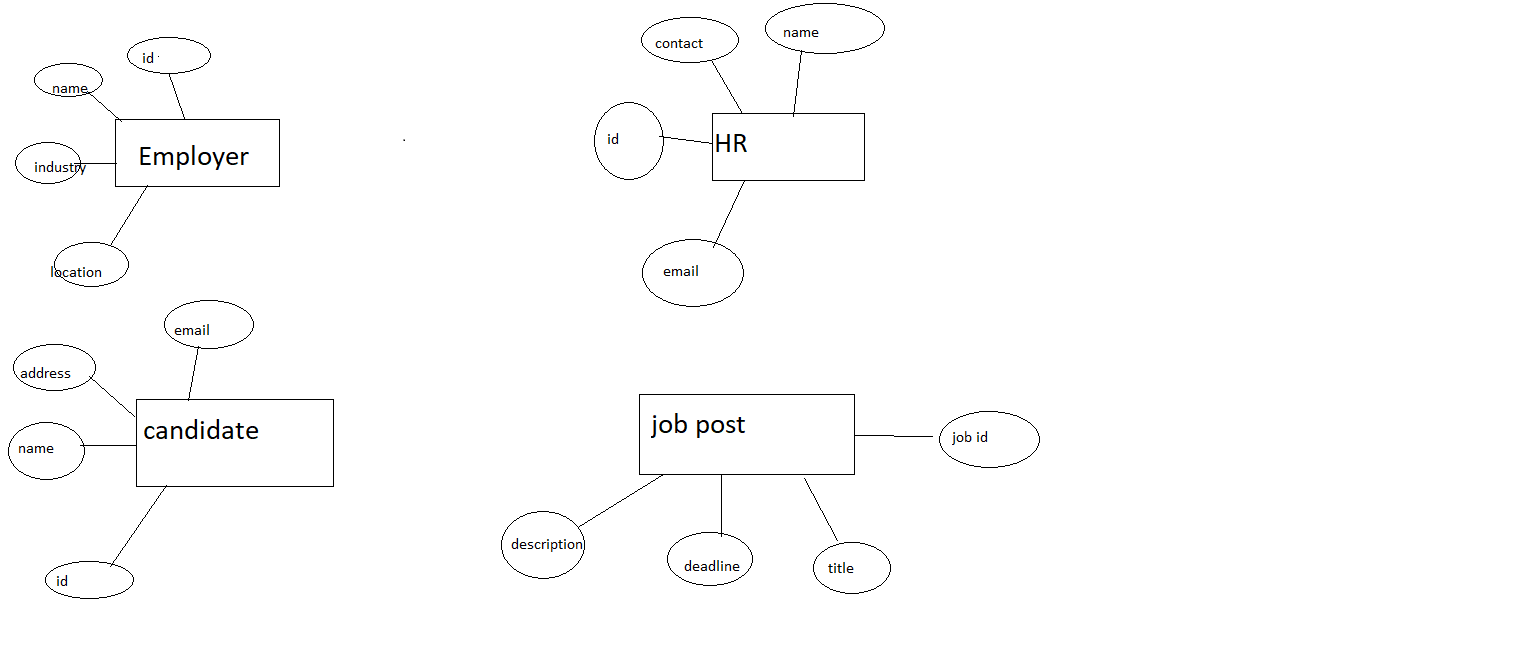 id
name
Employer
industry
location
contact
name
id
HR
email
email
address
candidate
name
id
job post
job id
description
deadline
title